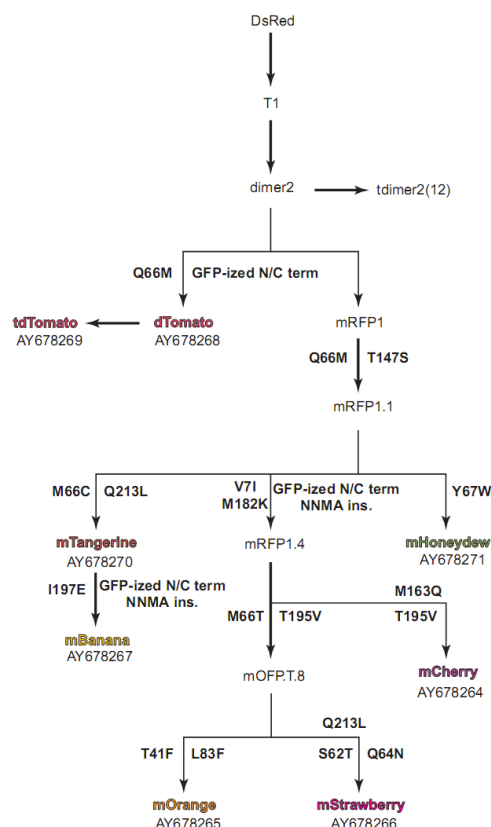 DsRed
T1
dimer2
tdimer2(12)
Q66M GFP-ized N/C term
tdTomato
AY678269
dTomato
AY678268
mRFP1
Q66M T147S
mRFP1.1
M66C Q213L
V7I
M182K
GFP-ized N/C term
NNMA ins.
Y67W
mTangerine
AY678270
mRFP1.4
mHoneydew
AY678271
I197E
GFP-ized N/C term
NNMA ins.
mBanana
AY678267
M66T T195V
M163Q
T195V
mCherry
AY678264
mOFP.T.8
Q213L
T41F L83F
S62T Q64N
mOrange
AY678265
mStrawberry
AY678266